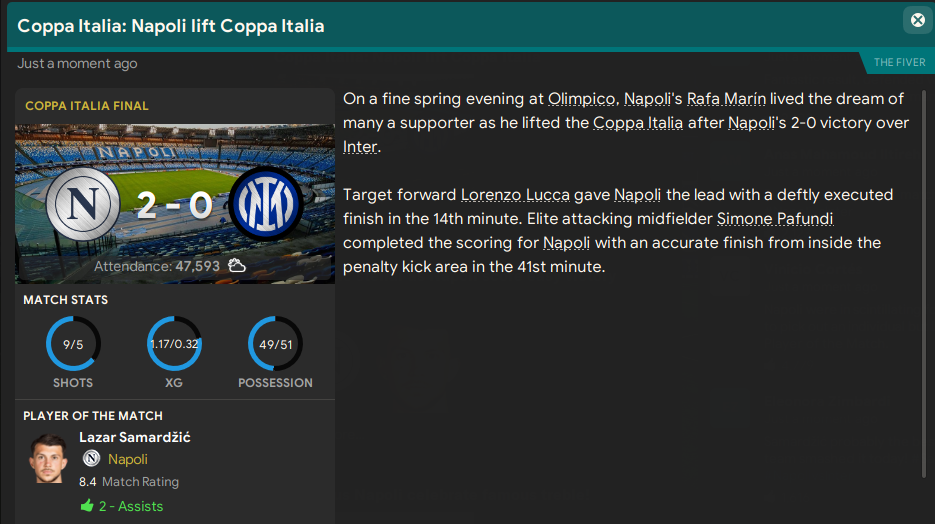 Coppa Italia: Napoli lift Coppa Italia
Just a moment ago
THE FIVER
COPPA ITALIA FINAL
NAPOLI
N
2 - 0
Attendance: 47,593
MATCH STATS
9/5
1.17/0.32
49/51
SHOTS
XG
POSSESSION
PLAYER OF THE MATCH
Lazar Samardžić
N
Napoli
8.4 Match Rating
2 - Assists
On a fine spring evening at Olimpico, Napoli's Rafa Marín lived the dream of
many a supporter as he lifted the Coppa Italia after Napoli's 2-0 victory over
Inter.
Target forward Lorenzo Lucca gave Napoli the lead with a deftly executed
finish in the 14th minute. Elite attacking midfielder Simone Pafundi
completed the scoring for Napoli with an accurate finish from inside the
penalty kick area in the 41st minute.